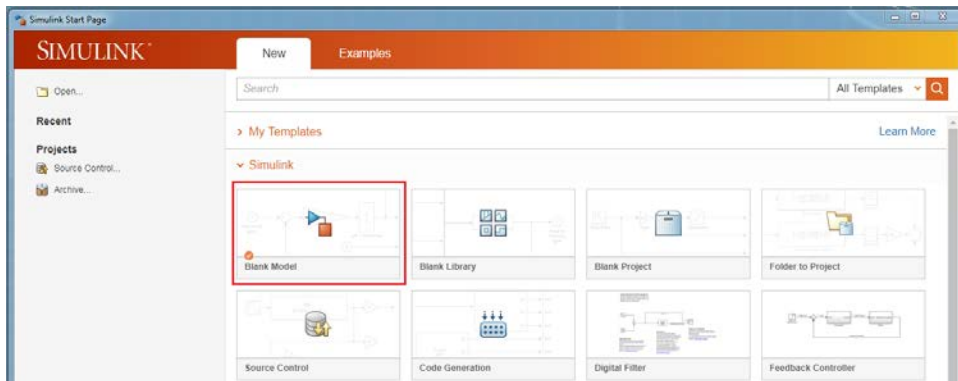 Simulink Start Page
SIMULINK
New
Examples
Open...
Recent
Projects
Source Control...
Archive...
Search
All Templates
> My Templates
Learn More
Simulink
Blank Model
Blank Library
Blank Project
Folder to Project
Source Control
Code Generation
Digital Filter
Feedback Controller